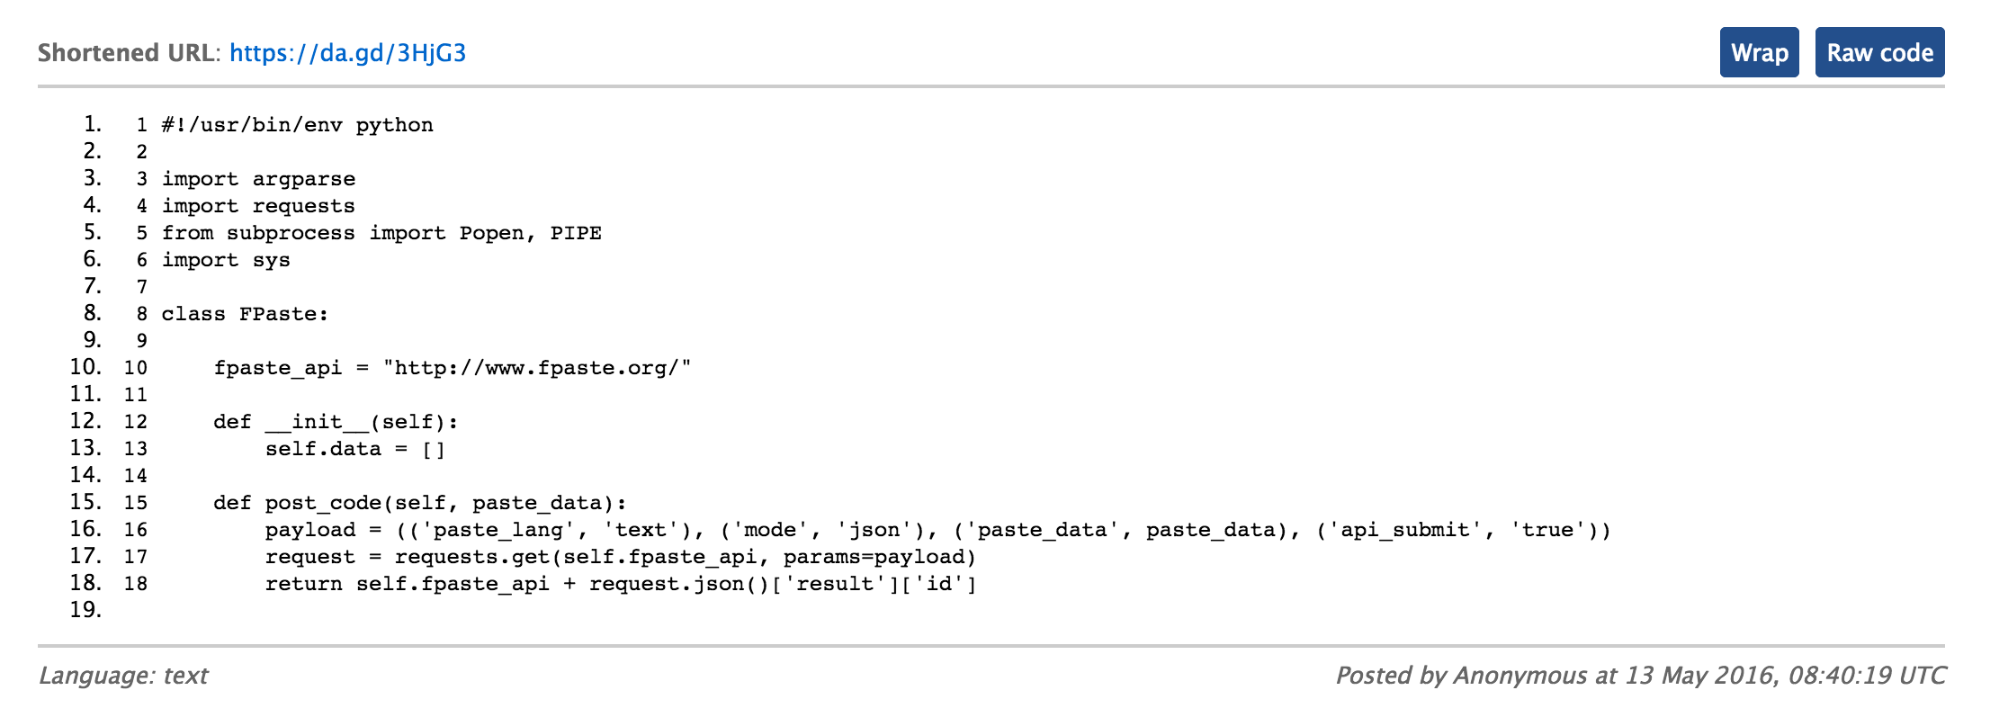 Shortened URL: https://da.gd/3HjG3
Wrap
Raw code
1. 1 #!/usr/bin/env python
2. 2
3. 3 import argparse
4. 4 import requests
5. 5 from subprocess import Popen, PIPE
6. 6 import sys
7. 7
8. 8 class FPaste:
9. 9
10. 10     fpaste_api = "http://www.fpaste.org/"
11. 11
12. 12     def __init__(self):
13. 13         self.data = []
14. 14
15. 15     def post_code(self, paste_data):
16. 16         payload = (('paste_lang', 'text'), ('mode', 'json'), ('paste_data', paste_data), ('api_submit', 'true'))
17. 17         request = requests.get(self.fpaste_api, params=payload)
18. 18         return self.fpaste_api + request.json()['result']['id']
19.
Language: text
Posted by Anonymous at 13 May 2016, 08:40:19 UTC